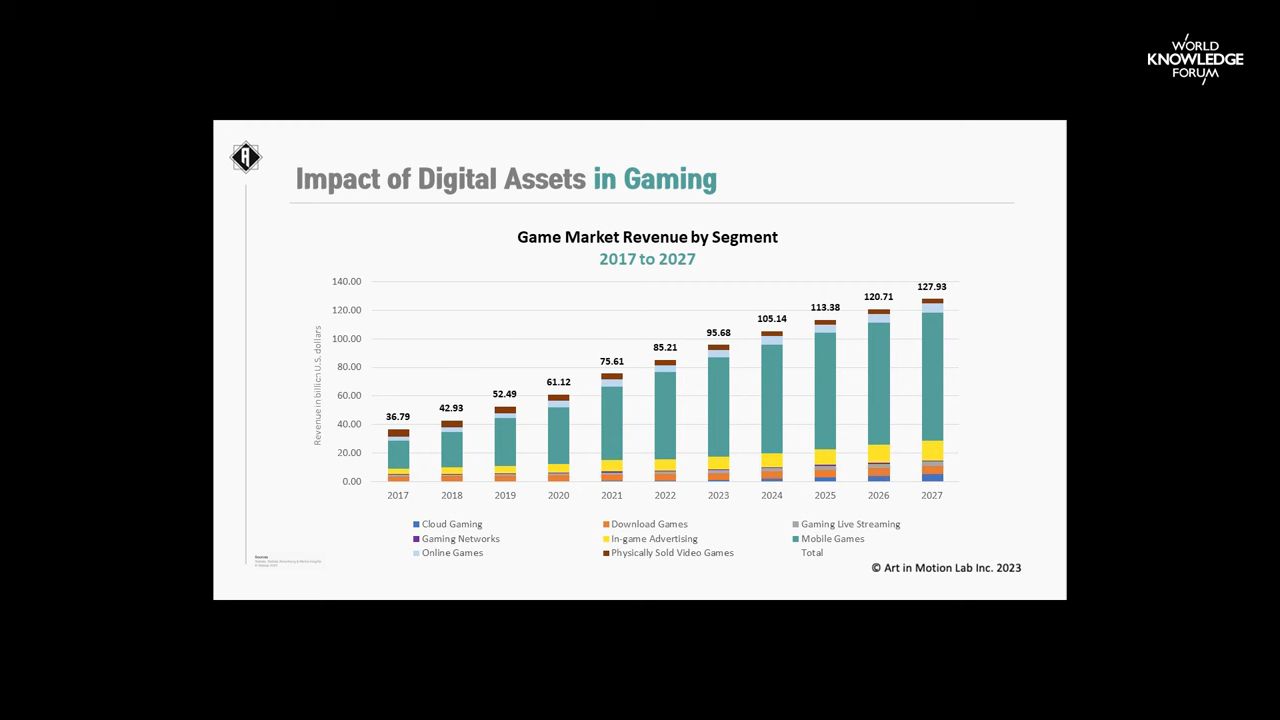 WORLD
KNOWLEDGE
FORUM
Impact of Digital Assets in Gaming
Game Market Revenue by Segment
2017 to 2027
Revenue in billion U.S. dollars
140.00
120.00
100.00
80.00
60.00
40.00
20.00
0.00
36.79
42.93
52.49
61.12
75.61
85.21
95.68
105.14
113.38
120.71
127.93
2017 2018 2019 2020 2021 2022 2023 2024 2025 2026 2027
Cloud Gaming Download Games Gaming Live Streaming
Gaming Networks In-game Advertising Mobile Games
Online Games Physically Sold Video Games Total
© Art in Motion Lab Inc. 2023